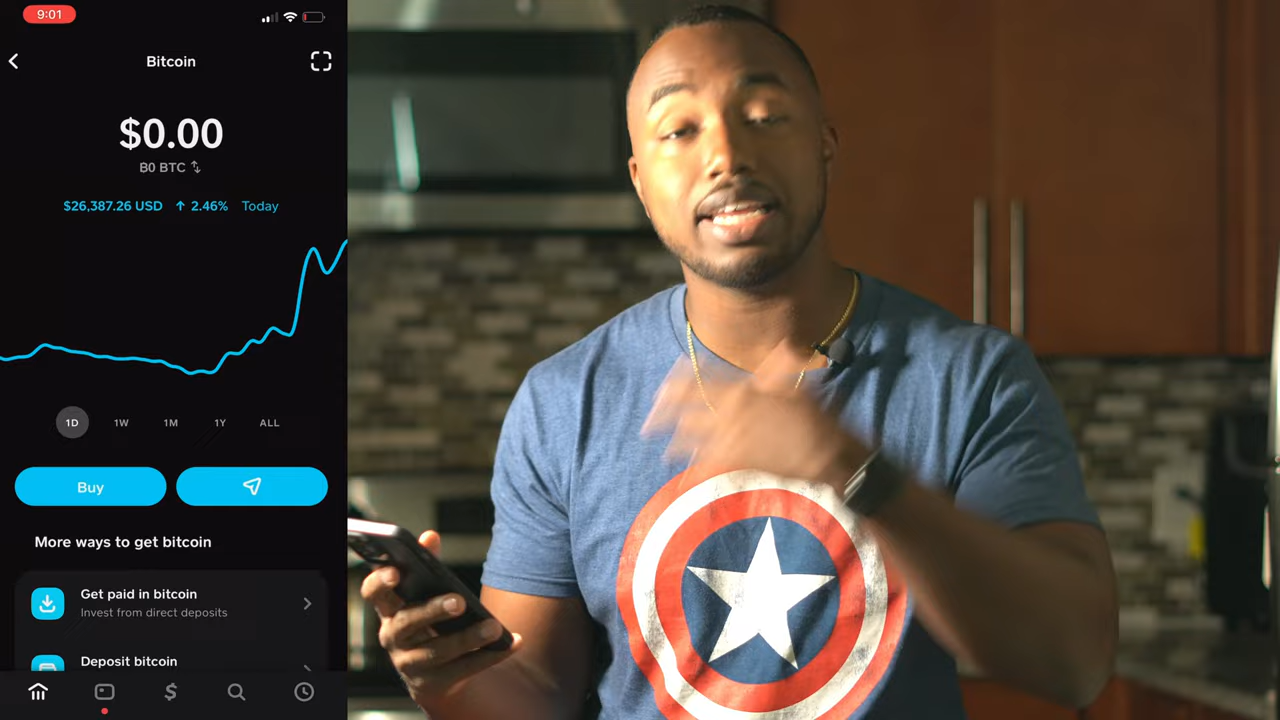 9:01
Bitcoin
$0.00
₿0 BTC
$26,387.26 USD ↑ 2.46% Today
1D 1W 1M 1Y ALL
Buy
More ways to get bitcoin
Get paid in bitcoin
Invest from direct deposits
Deposit bitcoin
$